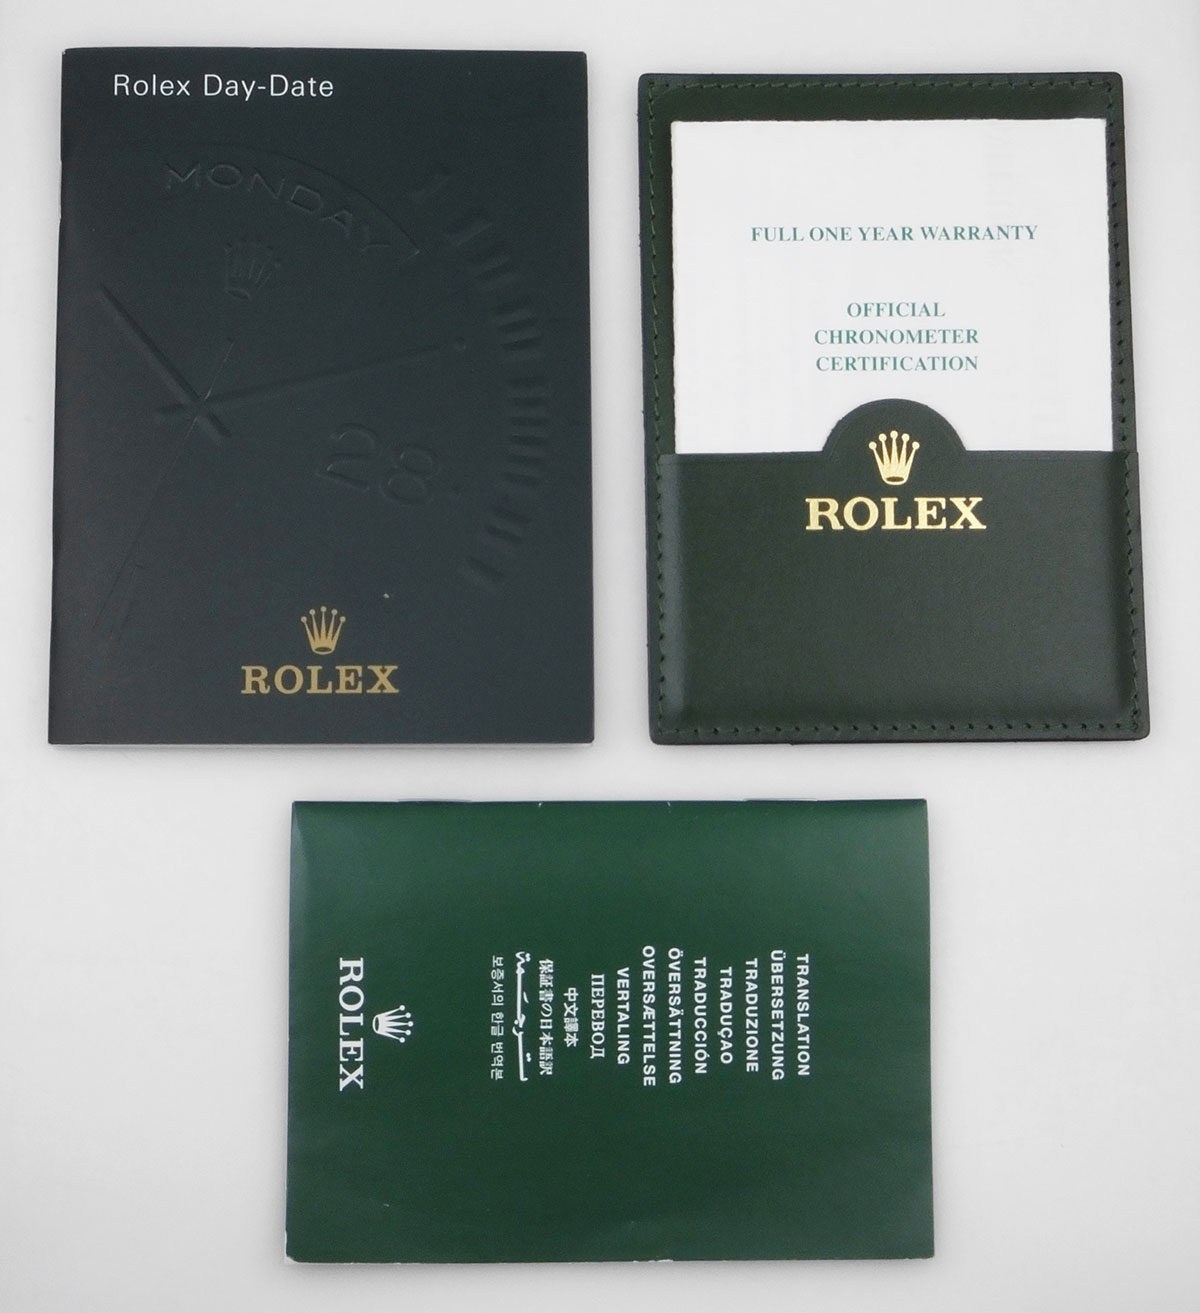 Rolex Day-Date
MONDAY
28
ROLEX
FULL ONE YEAR WARRANTY
OFFICIAL
CHRONOMETER
CERTIFICATION
ROLEX
TRANSLATION
ÜBERSETZUNG
TRADUZIONE
TRADUÇAO
TRADUCCIÓN
ÖVERSÄTTNING
OVERSÆTTELSE
VERTALING
ПЕРЕВОД
中文譯本
保証書の日本語訳
ترجمة
보증서의 한글 번역본
ROLEX